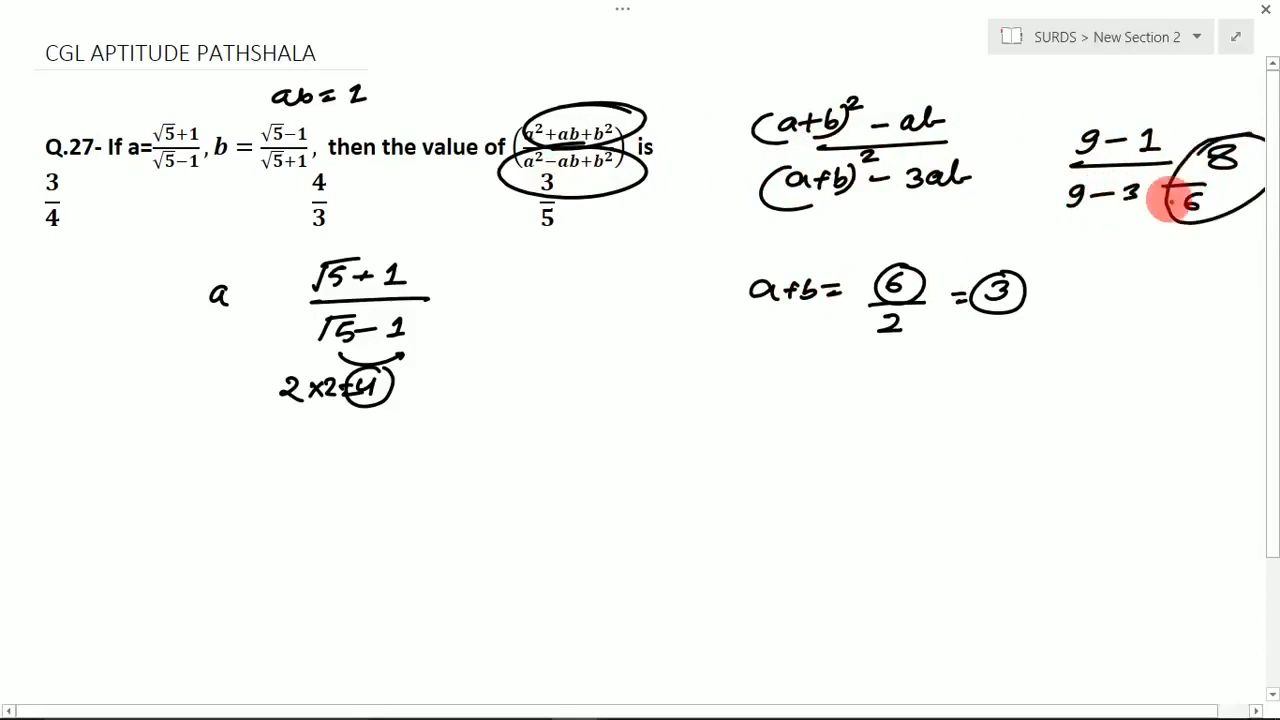 CGL APTITUDE PATHSHALA
SURDS > New Section 2
ab = 1
Q.27- If a=(√5+1)/(√5−1), b = (√5−1)/(√5+1), then the value of ((a²+ab+b²)/(a²−ab+b²)) is
3/4 4/3 3/5
(a+b)² − ab
(a+b)² − 3ab
9 − 1
9 − 3
8
6
a
√5 + 1
√5 − 1
2×2=4
a+b = 6/2 = 3